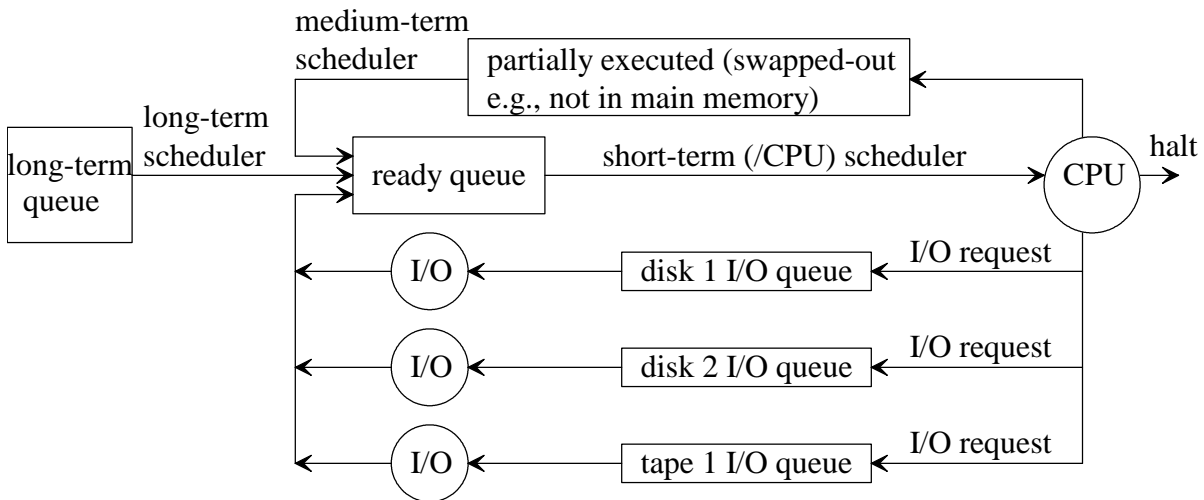 medium-term
scheduler
partially executed (swapped-out
e.g., not in main memory)
long-term
scheduler
long-term
queue
ready queue
short-term (/CPU) scheduler
CPU
halt
I/O
disk 1 I/O queue
I/O request
I/O
disk 2 I/O queue
I/O request
I/O
tape 1 I/O queue
I/O request